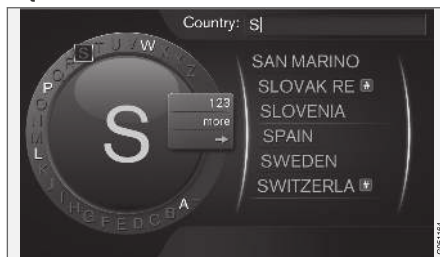 Country: S
S
123
more
SAN MARINO
SLOVAK RE #
SLOVENIA
SPAIN
SWEDEN
SWITZERLA #